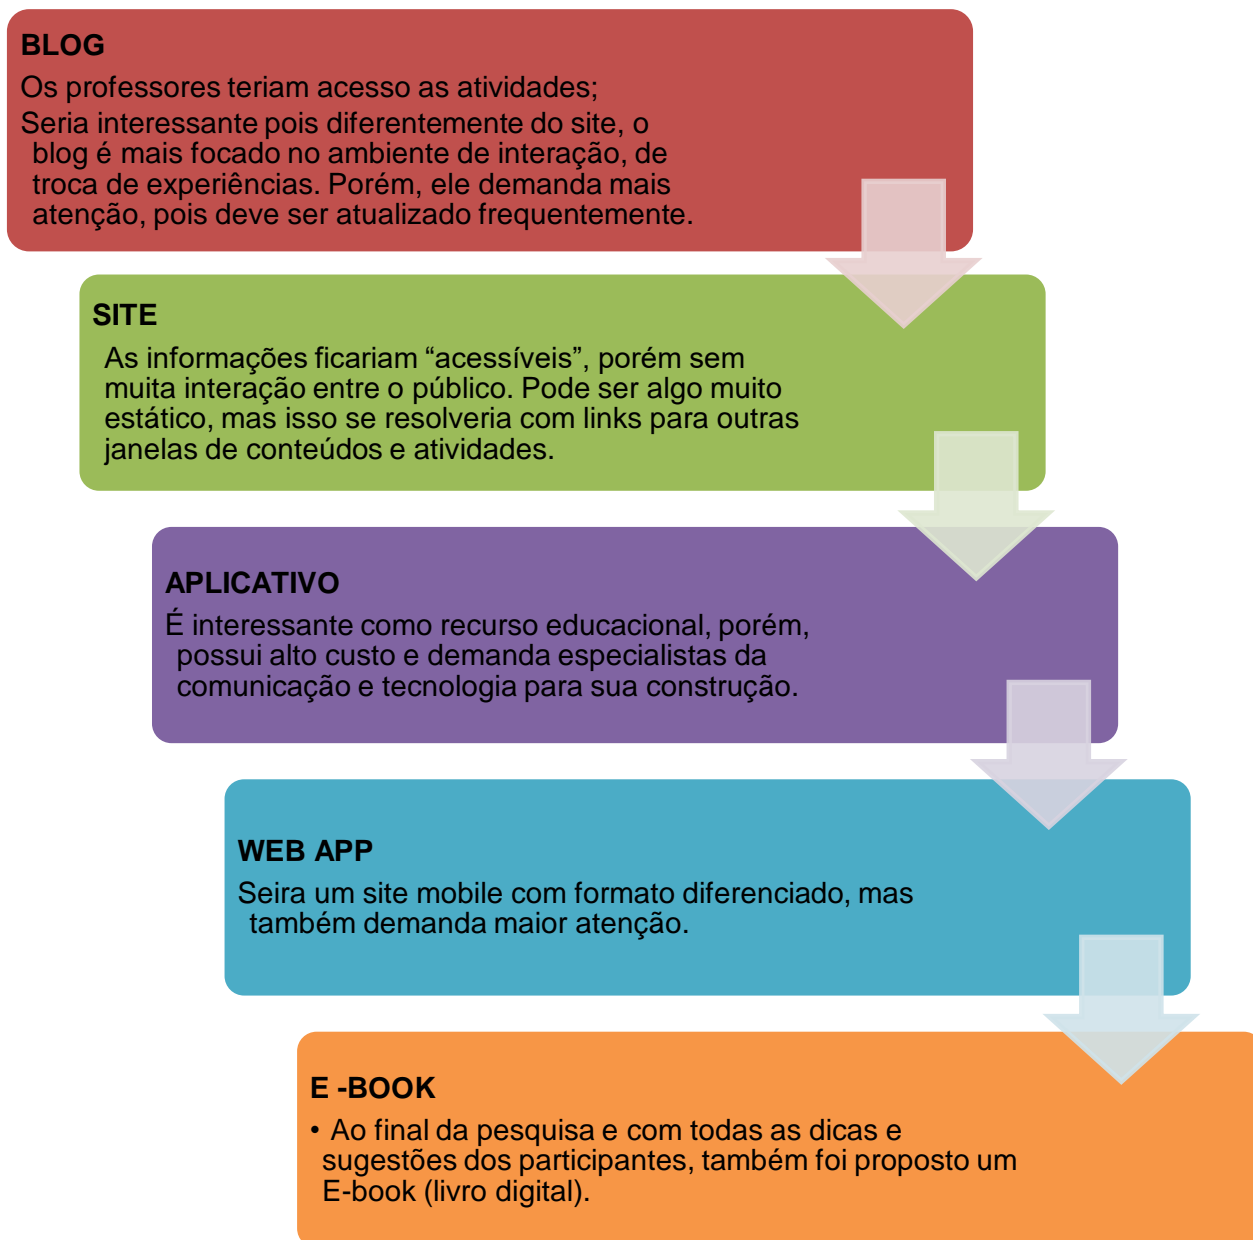 BLOG
Os professores teriam acesso as atividades;
Seria interessante pois diferentemente do site, o
blog é mais focado no ambiente de interação, de
troca de experiências. Porém, ele demanda mais
atenção, pois deve ser atualizado frequentemente.
SITE
As informações ficariam “acessíveis”, porém sem
muita interação entre o público. Pode ser algo muito
estático, mas isso se resolveria com links para outras
janelas de conteúdos e atividades.
APLICATIVO
É interessante como recurso educacional, porém,
possui alto custo e demanda especialistas da
comunicação e tecnologia para sua construção.
WEB APP
Seira um site mobile com formato diferenciado, mas
também demanda maior atenção.
E -BOOK
• Ao final da pesquisa e com todas as dicas e
sugestões dos participantes, também foi proposto um
E-book (livro digital).